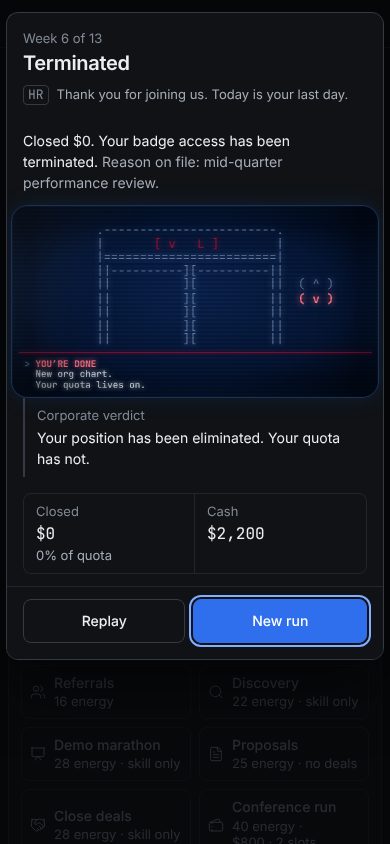 Week 6 of 13
Terminated
HR Thank you for joining us. Today is your last day.
Closed $0. Your badge access has been
terminated. Reason on file: mid-quarter
performance review.
[ v L ]
( ^ )
( v )
> YOU'RE DONE
New org chart.
Your quota lives on.
Corporate verdict
Your position has been eliminated. Your quota
has not.
Closed
$0
0% of quota
Cash
$2,200
Replay
New run
Referrals
16 energy
Discovery
22 energy · skill only
Demo marathon
28 energy · skill only
Proposals
25 energy · no deals
Close deals
28 energy · skill only
Conference run
40 energy ·
$800 · 2 slots